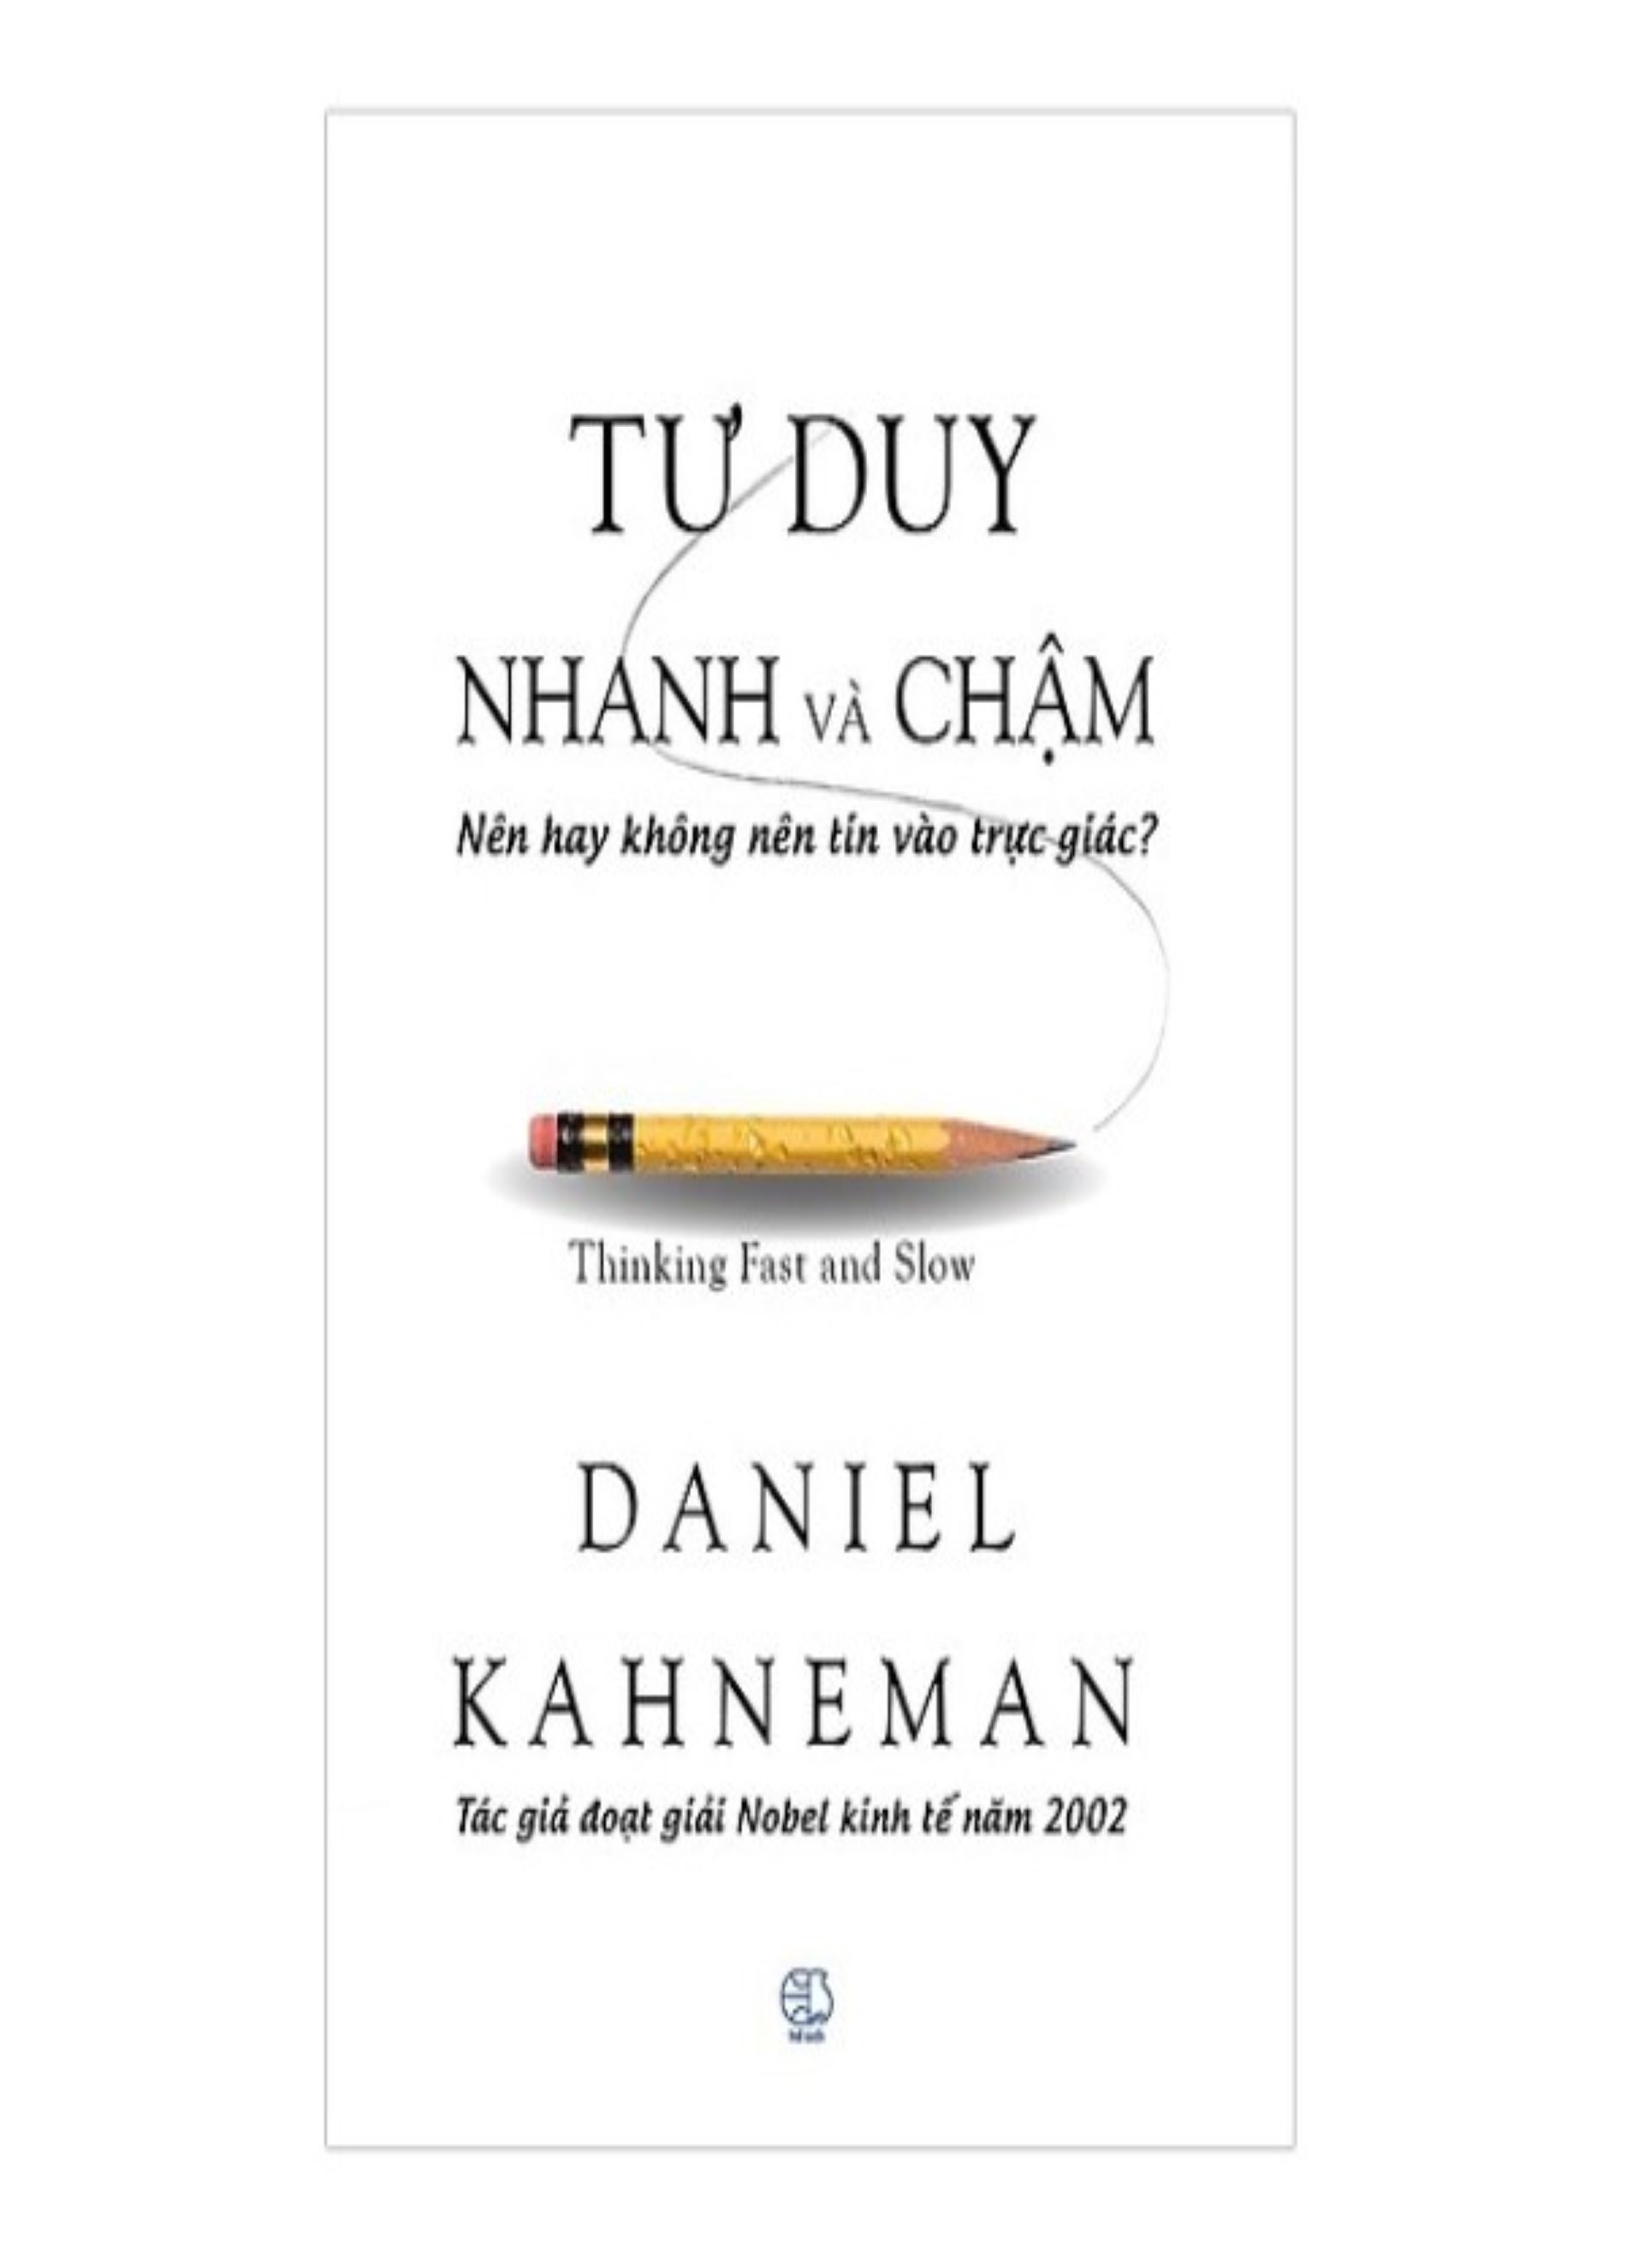 TƯ DUY
NHANH VÀ CHẬM
Nên hay không nên tin vào trực giác?
Thinking Fast and Slow
DANIEL
KAHNEMAN
Tác giả đoạt giải Nobel kinh tế năm 2002